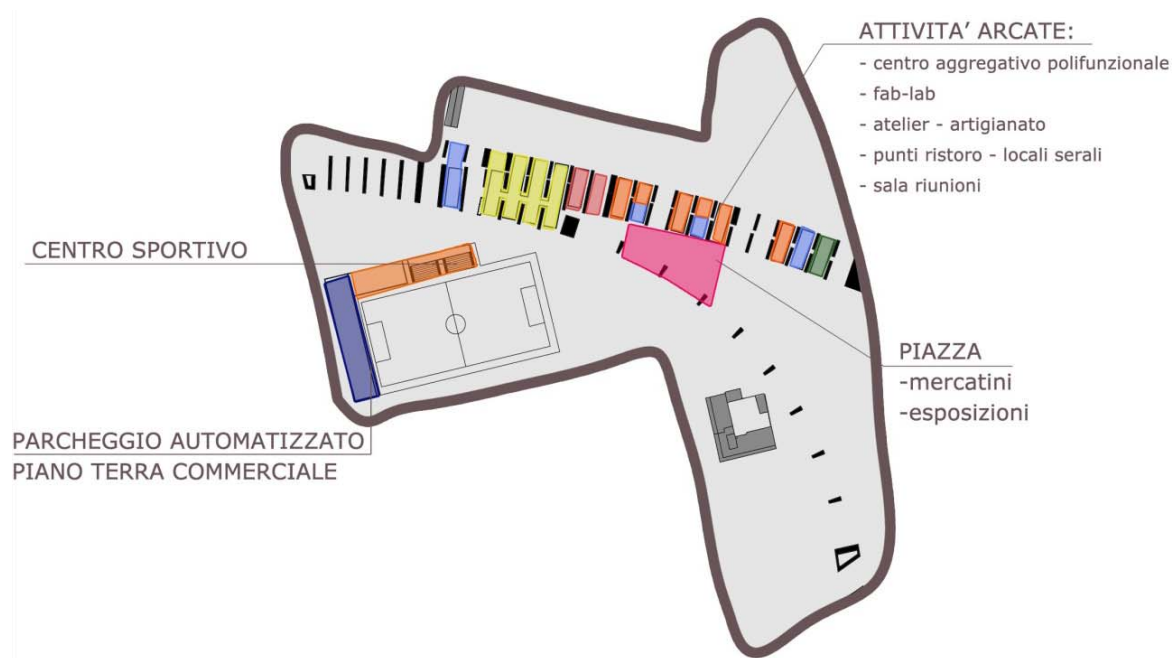 ATTIVITA' ARCATE:
- centro aggregativo polifunzionale
- fab-lab
- atelier - artigianato
- punti ristoro - locali serali
- sala riunioni
CENTRO SPORTIVO
PIAZZA
-mercatini
-esposizioni
PARCHEGGIO AUTOMATIZZATO
PIANO TERRA COMMERCIALE